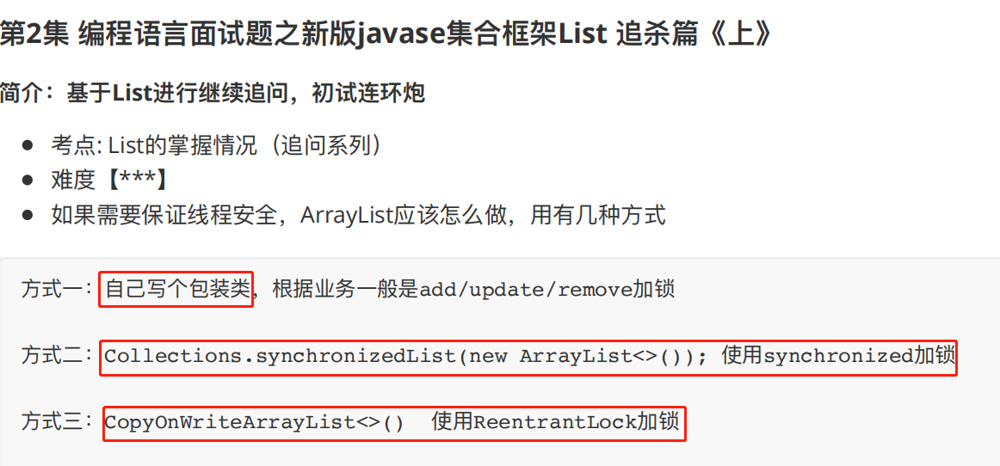 第2集 编程语言面试题之新版javase集合框架List 追杀篇《上》
简介：基于List进行继续追问，初试连环炮
考点: List的掌握情况（追问系列）
难度【***】
如果需要保证线程安全，ArrayList应该怎么做，用有几种方式
方式一：自己写个包装类，根据业务一般是add/update/remove加锁
方式二：Collections.synchronizedList(new ArrayList<>()); 使用synchronized加锁
方式三：CopyOnWriteArrayList<>()  使用ReentrantLock加锁